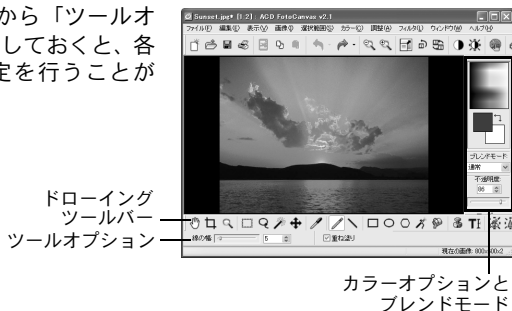 から「ツールオ
しておくと、各
定を行うことが
Sunset.jpg* [1:2] | ACD FotoCanvas v2.1
ファイル(F) 編集(E) 表示(V) 画像(I) 選択範囲(S) カラー(C) 調整(A) フィルタ(L) ウィンドウ(W) ヘルプ(H)
ブレンドモード
通常
不透明度:
86
ドローイング
ツールバー
ツールオプション
線の幅:
5
重ね塗り
現在の画像: 800x600x2
カラーオプションと
ブレンドモード